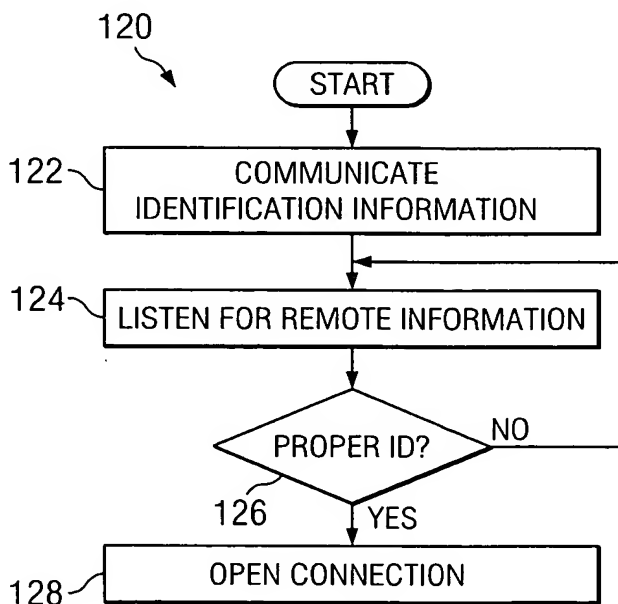 120
START
122
COMMUNICATE
IDENTIFICATION INFORMATION
124
LISTEN FOR REMOTE INFORMATION
PROPER ID?
NO
126
YES
128
OPEN CONNECTION